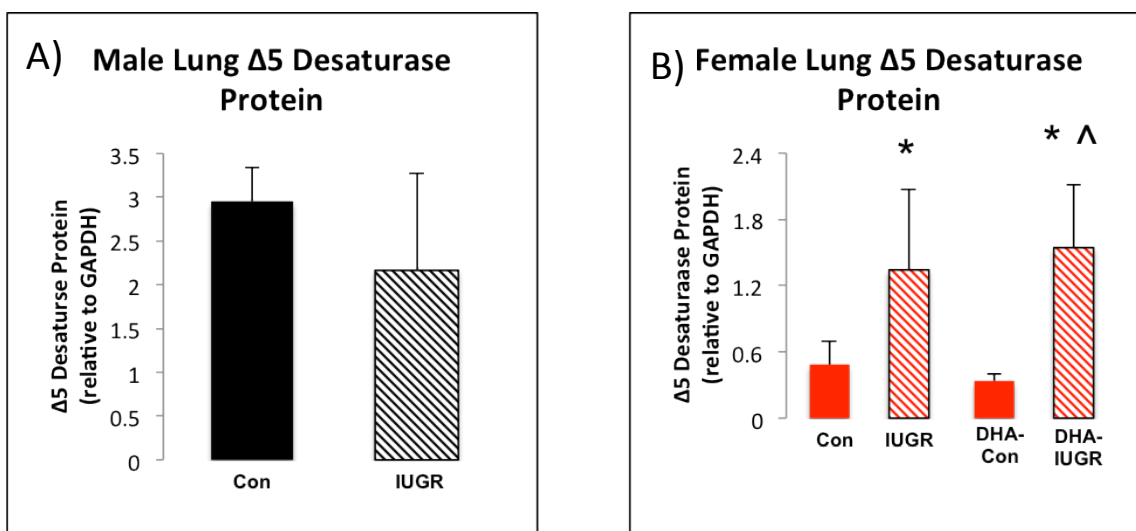 A) Male Lung Δ5 Desaturase
Protein
Δ5 Desaturse Protein
(relative to GAPDH)
3.5
3
2.5
2
1.5
1
0.5
0
Con
IUGR
B) Female Lung Δ5 Desaturase
Protein
* ^
*
Δ5 Desaturaase Protein
(relative to GAPDH)
2.4
1.8
1.2
0.6
0
Con
IUGR
DHA-
Con
DHA-
IUGR